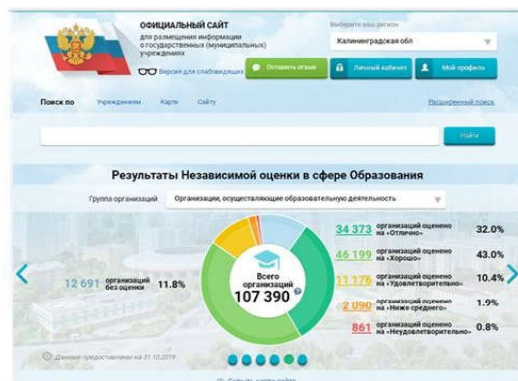 ОФИЦИАЛЬНЫЙ САЙТ
для размещения информации
о государственных (муниципальных)
учреждениях
Версия для слабовидящих
Выберите ваш регион
Калининградская обл
Оставить отзыв
Личный кабинет
Мой профиль
Поиск по Учреждениям Карте Сайту
Расширенный поиск
Найти
Результаты Независимой оценки в сфере Образования
Группа организаций Организации, осуществляющие образовательную деятельность
12 691 организаций
без оценки 11.8%
Всего
организаций
107 390
34 373 организаций оценено
на «Отлично» 32.0%
46 199 организаций оценено
на «Хорошо» 43.0%
11 176 организаций оценено
на «Удовлетворительно» 10.4%
2 090 организаций оценено
на «Ниже среднего» 1.9%
861 организаций оценено
на «Неудовлетворительно» 0.8%
Данные предоставлены на 31.10.2019